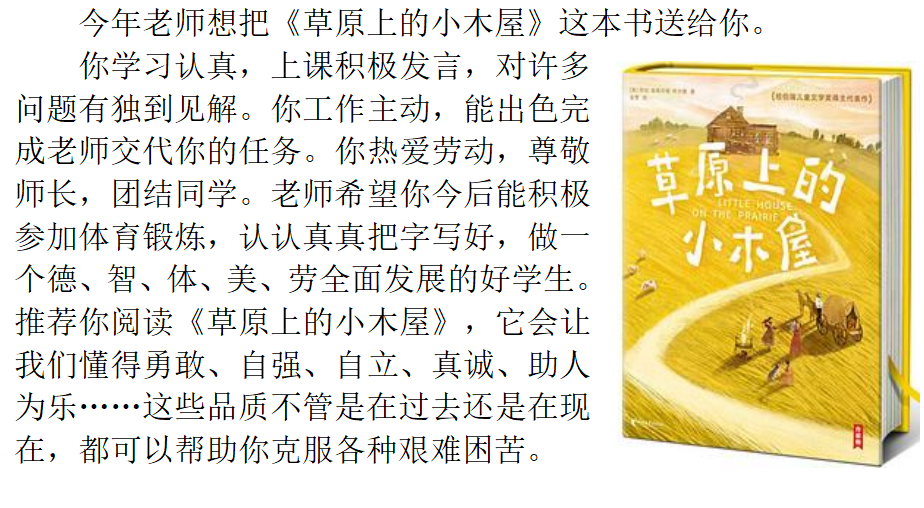 今年老师想把《草原上的小木屋》这本书送给你。
你学习认真，上课积极发言，对许多
问题有独到见解。你工作主动，能出色完
成老师交代你的任务。你热爱劳动，尊敬
师长，团结同学。老师希望你今后能积极
参加体育锻炼，认认真真把字写好，做一
个德、智、体、美、劳全面发展的好学生。
推荐你阅读《草原上的小木屋》，它会让
我们懂得勇敢、自强、自立、真诚、助人
为乐……这些品质不管是在过去还是在现
在，都可以帮助你克服各种艰难困苦。
草原上的
LITTLE HOUSE
ON THE PRAIRIE
小木屋